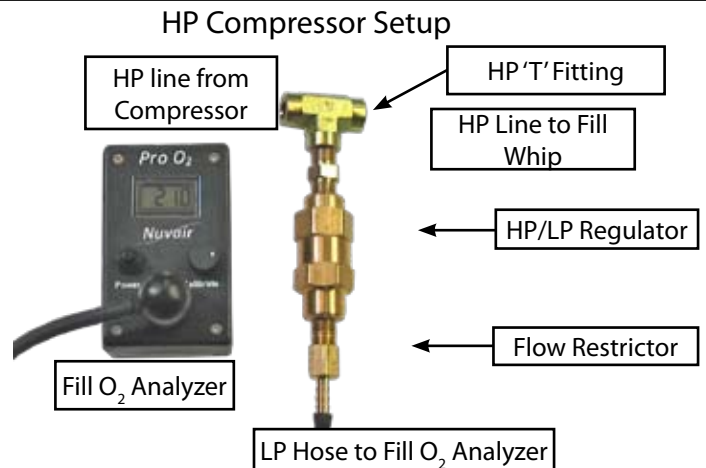 HP Compressor Setup
HP line from
Compressor
HP 'T' Fitting
HP Line to Fill
Whip
Pro O₂
210
Nuvair
Power
Calibrate
HP/LP Regulator
Flow Restrictor
Fill O₂ Analyzer
LP Hose to Fill O₂ Analyzer